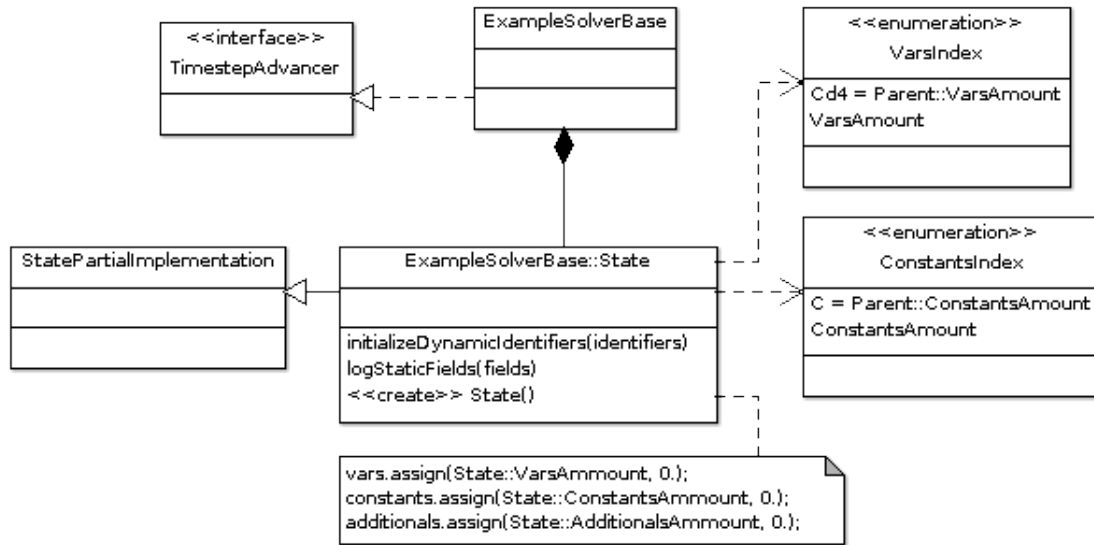 <<interface>>
TimestepAdvancer
ExampleSolverBase
<<enumeration>>
VarsIndex
Cd4 = Parent::VarsAmount
VarsAmount
StatePartialImplementation
ExampleSolverBase::State
initializeDynamicIdentifiers(identifiers)
logStaticFields(fields)
<<create>> State()
<<enumeration>>
ConstantsIndex
C = Parent::ConstantsAmount
ConstantsAmount
vars.assign(State::VarsAmmount, 0.);
constants.assign(State::ConstantsAmmount, 0.);
additionals.assign(State::AdditionalsAmmount, 0.);